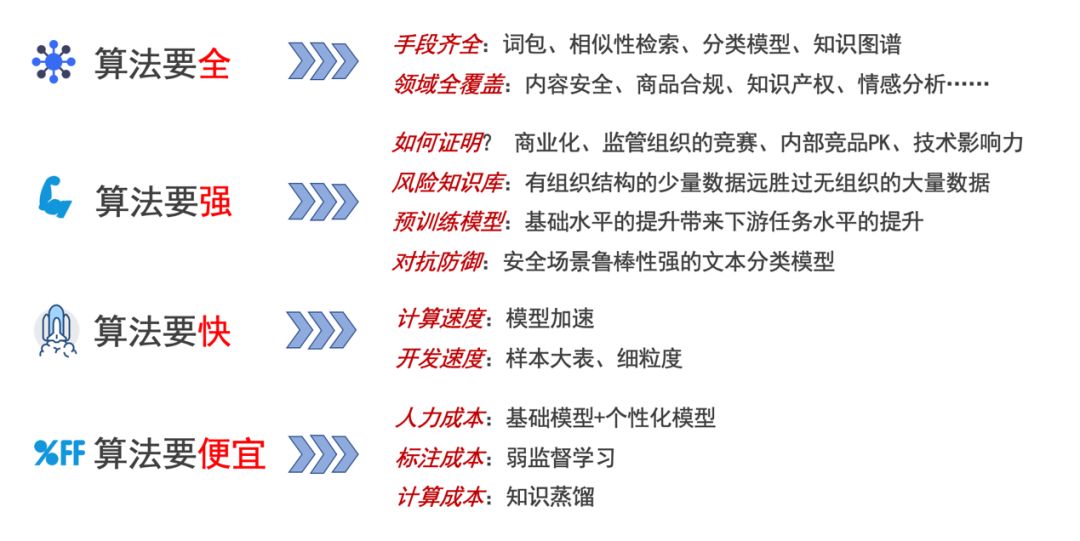 算法要全
手段齐全：词包、相似性检索、分类模型、知识图谱
领域全覆盖：内容安全、商品合规、知识产权、情感分析……
算法要强
如何证明？ 商业化、监管组织的竞赛、内部竞品PK、技术影响力
风险知识库：有组织结构的少量数据远胜过无组织的大量数据
预训练模型：基础水平的提升带来下游任务水平的提升
对抗防御：安全场景鲁棒性强的文本分类模型
算法要快
计算速度：模型加速
开发速度：样本大表、细粒度
%FF 算法要便宜
人力成本：基础模型+个性化模型
标注成本：弱监督学习
计算成本：知识蒸馏